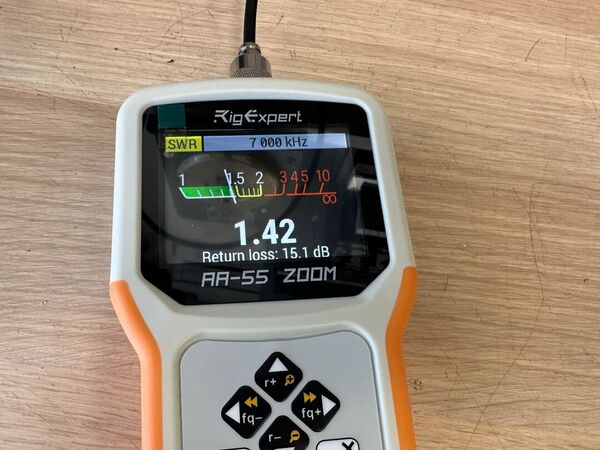 RigExpert
SWR 7 000 kHz
1 1.5 2 3 4 5 10 ∞
1.42
Return loss: 15.1 dB
AA-55 ZOOM
r+
fq- fq+
r-